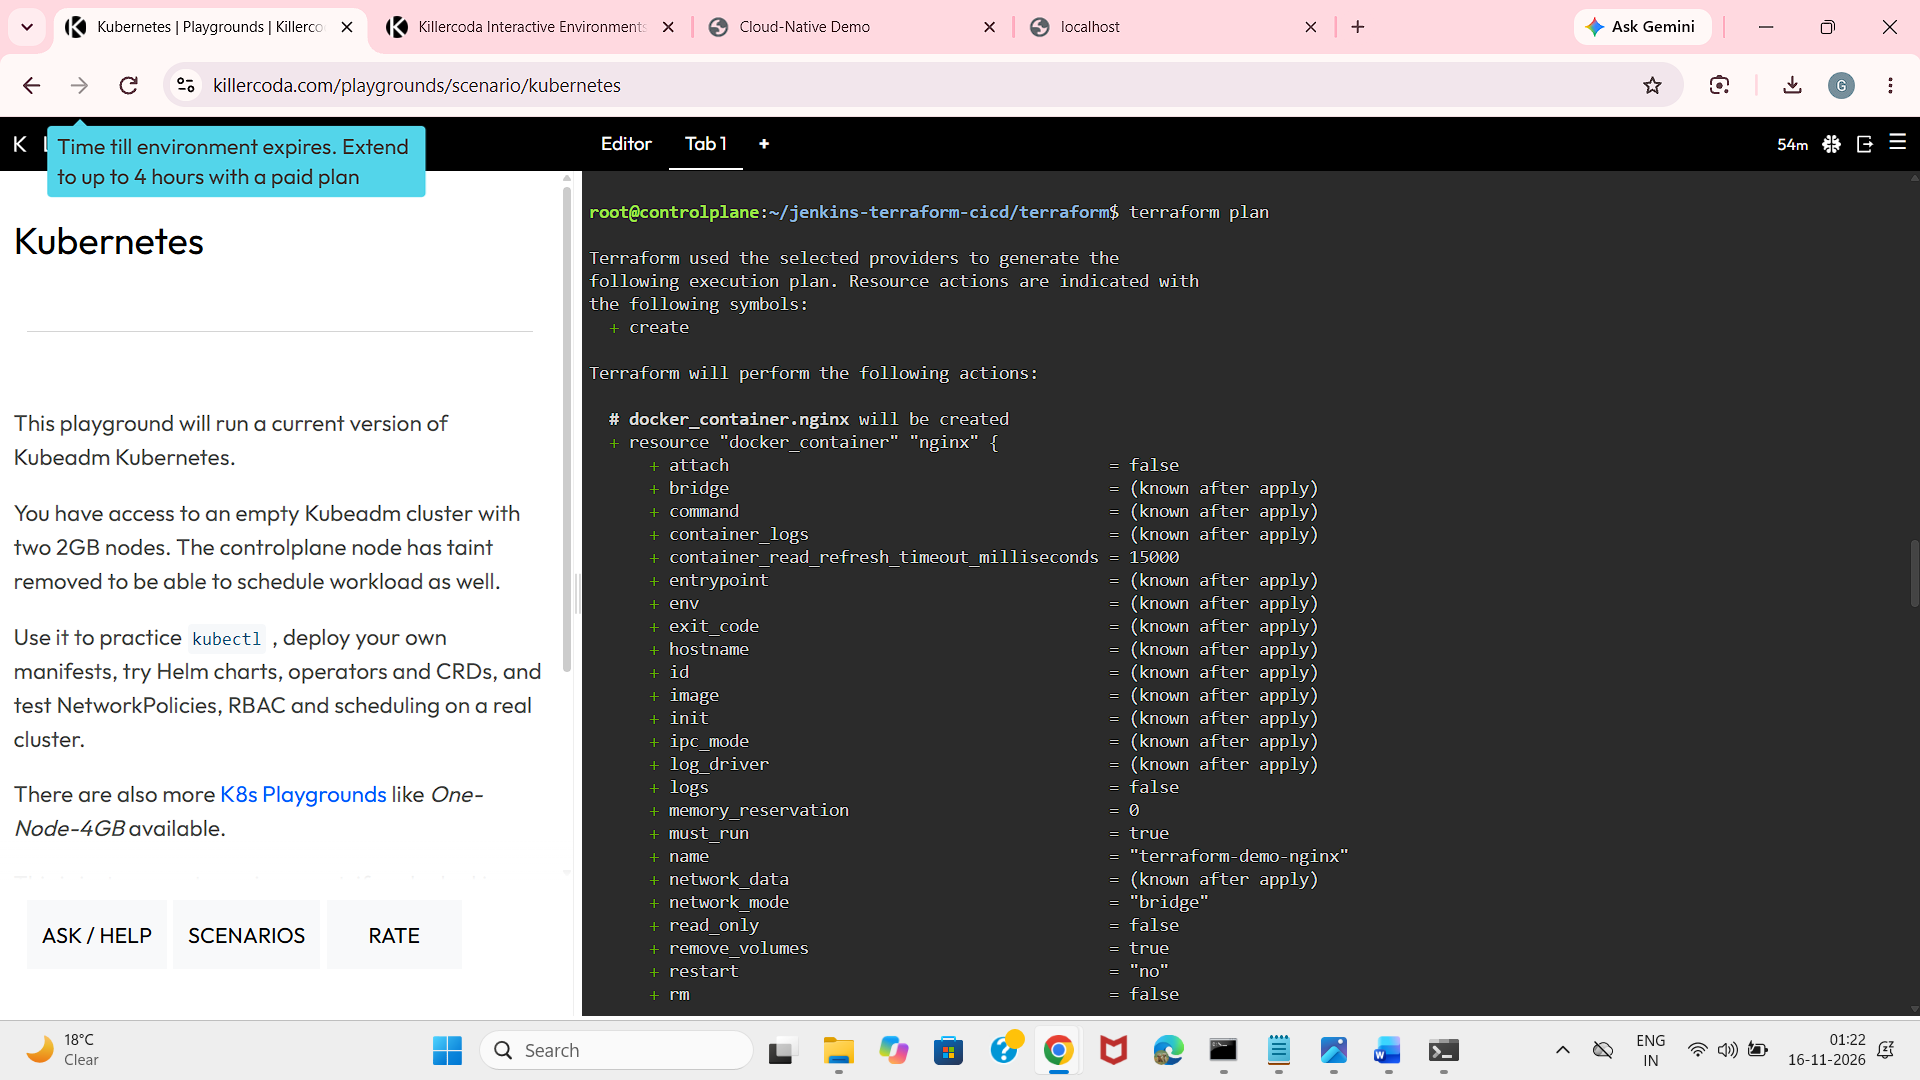 Kubernetes | Playgrounds | Killerco
Killercoda Interactive Environments
Cloud-Native Demo
localhost
Ask Gemini
killercoda.com/playgrounds/scenario/kubernetes
G
K
Time till environment expires. Extend
to up to 4 hours with a paid plan
Editor
Tab 1
+
54m
Kubernetes
This playground will run a current version of
Kubeadm Kubernetes.
You have access to an empty Kubeadm cluster with
two 2GB nodes. The controlplane node has taint
removed to be able to schedule workload as well.
Use it to practice kubectl , deploy your own
manifests, try Helm charts, operators and CRDs, and
test NetworkPolicies, RBAC and scheduling on a real
cluster.
There are also more K8s Playgrounds like One-
Node-4GB available.
ASK / HELP
SCENARIOS
RATE
root@controlplane:~/jenkins-terraform-cicd/terraform$ terraform plan
Terraform used the selected providers to generate the
following execution plan. Resource actions are indicated with
the following symbols:
+ create
Terraform will perform the following actions:
# docker_container.nginx will be created
+ resource "docker_container" "nginx" {
+ attach = false
+ bridge = (known after apply)
+ command = (known after apply)
+ container_logs = (known after apply)
+ container_read_refresh_timeout_milliseconds = 15000
+ entrypoint = (known after apply)
+ env = (known after apply)
+ exit_code = (known after apply)
+ hostname = (known after apply)
+ id = (known after apply)
+ image = (known after apply)
+ init = (known after apply)
+ ipc_mode = (known after apply)
+ log_driver = (known after apply)
+ logs = false
+ memory_reservation = 0
+ must_run = true
+ name = "terraform-demo-nginx"
+ network_data = (known after apply)
+ network_mode = "bridge"
+ read_only = false
+ remove_volumes = true
+ restart = "no"
+ rm = false
18°C
Clear
Search
ENG
IN
01:22
16-11-2026